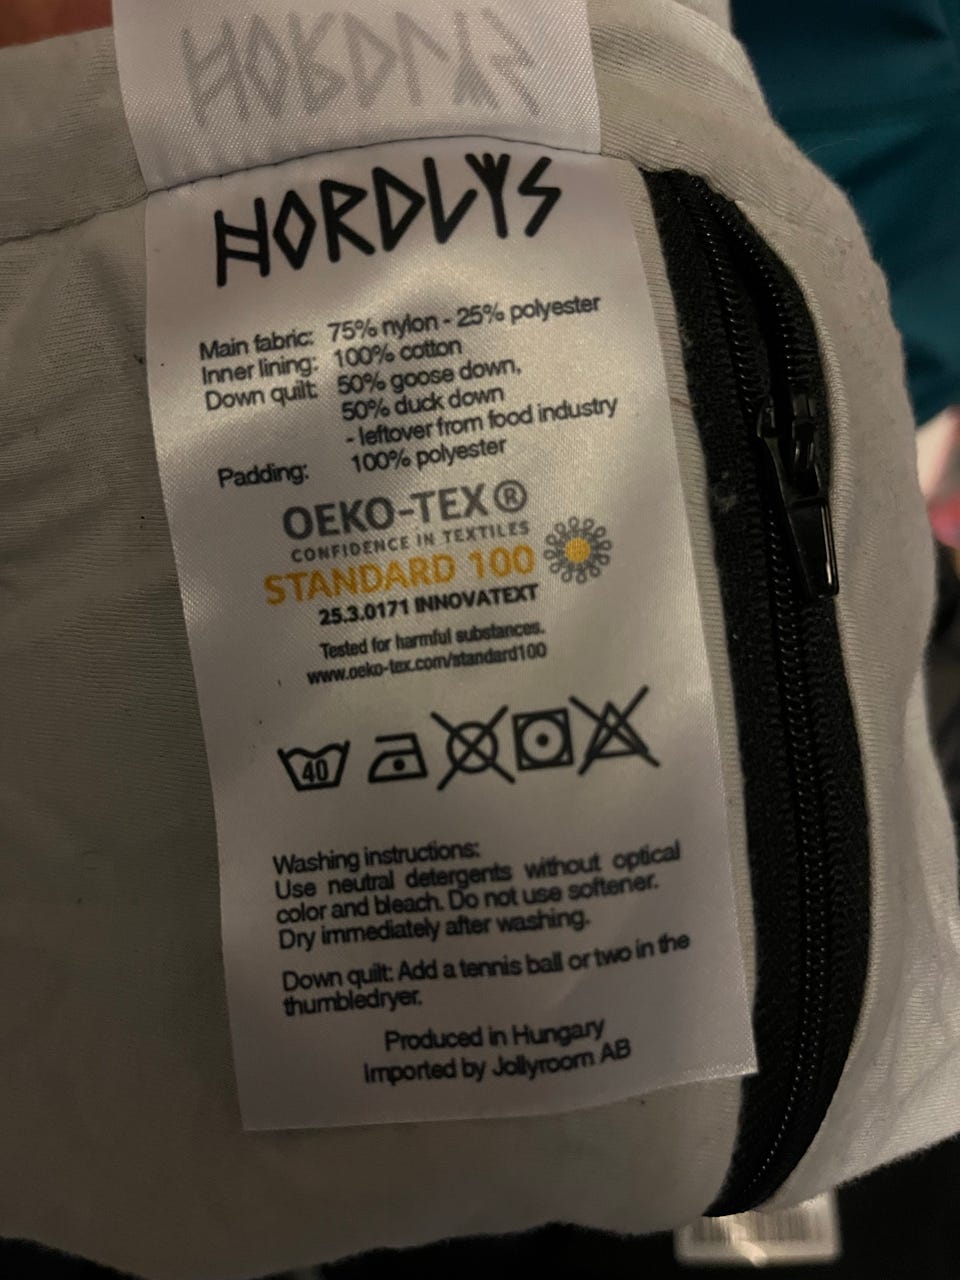 HORDLYS
HORDLYS
Main fabric: 75% nylon - 25% polyester
Inner lining: 100% cotton
Down quilt: 50% goose down,
50% duck down
- leftover from food industry
Padding: 100% polyester
OEKO-TEX®
CONFIDENCE IN TEXTILES
STANDARD 100
25.3.0171 INNOVATEXT
Tested for harmful substances.
www.oeko-tex.com/standard100
40
Washing instructions:
Use neutral detergents without optical
color and bleach. Do not use softener.
Dry immediately after washing.
Down quilt: Add a tennis ball or two in the
thumbledryer.
Produced in Hungary
Imported by Jollyroom AB